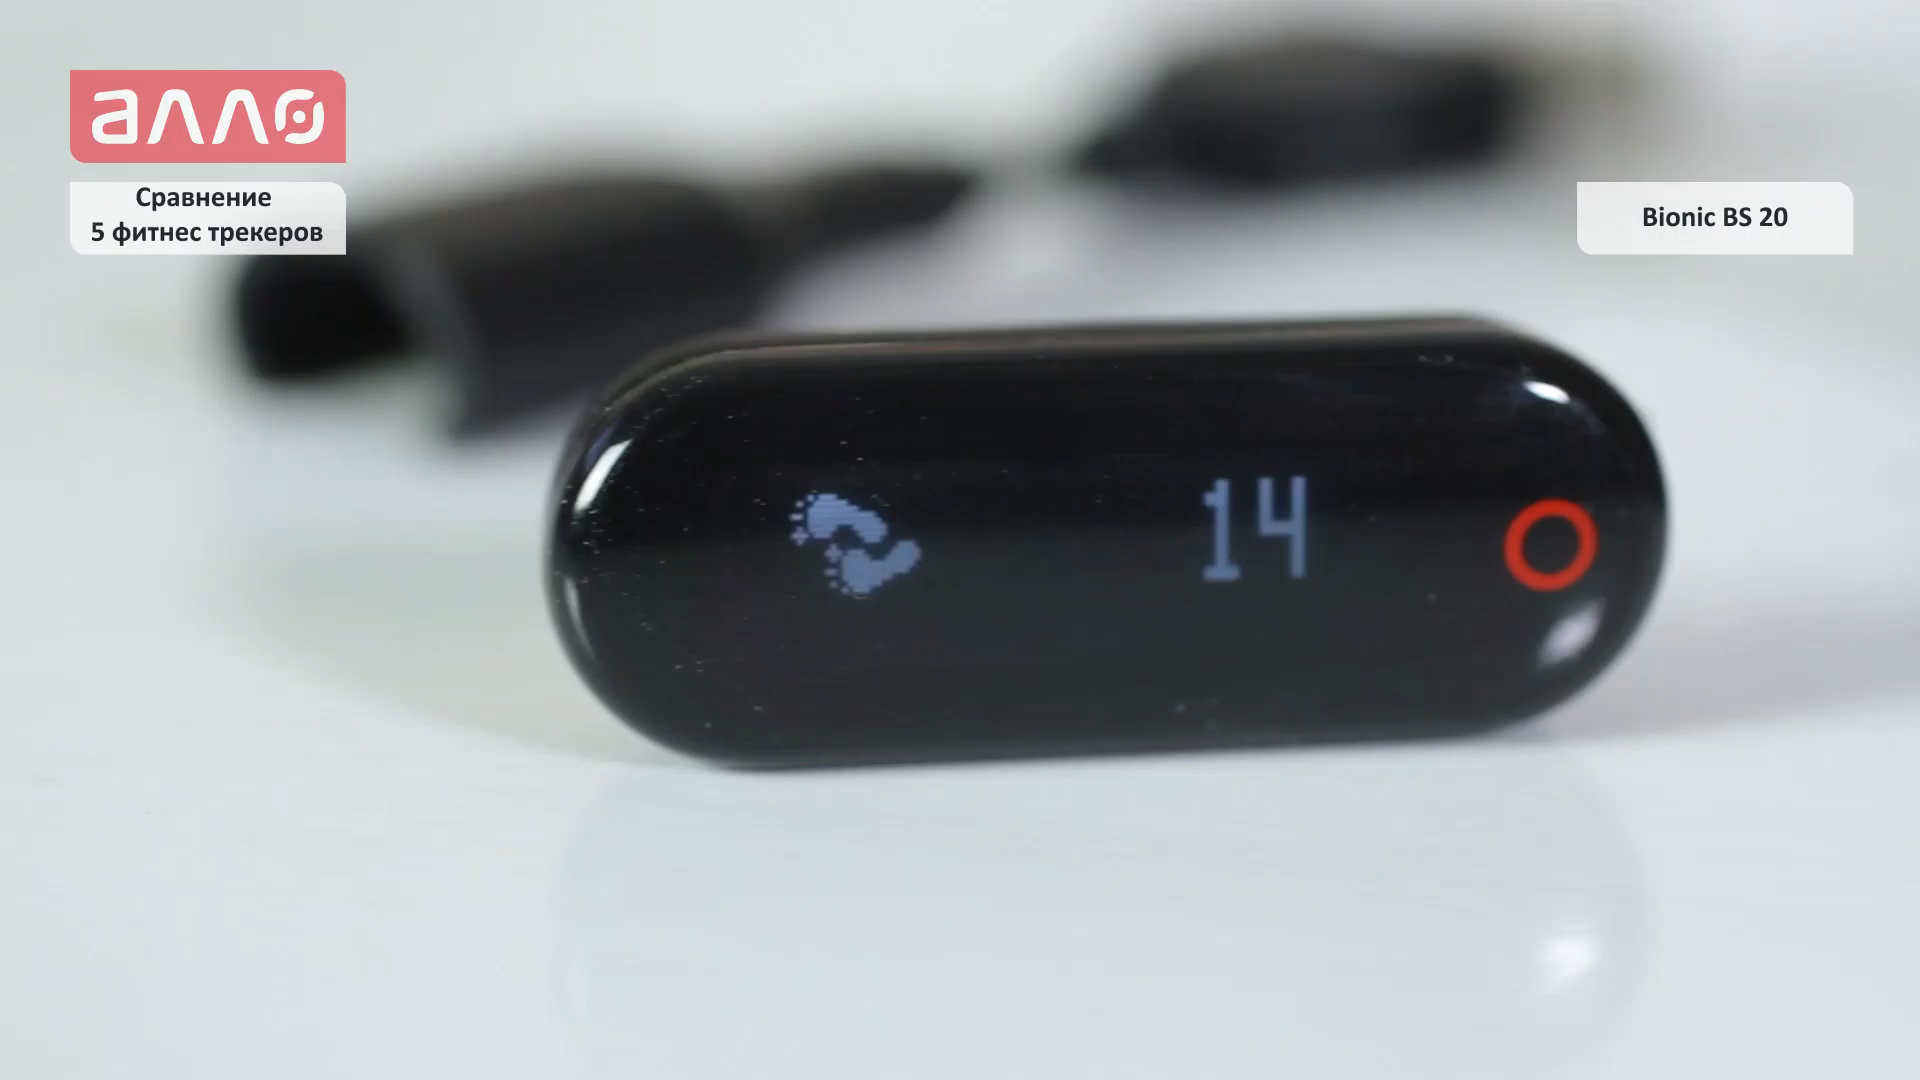 алло
Сравнение
5 фитнес трекеров
Bionic BS 20
14